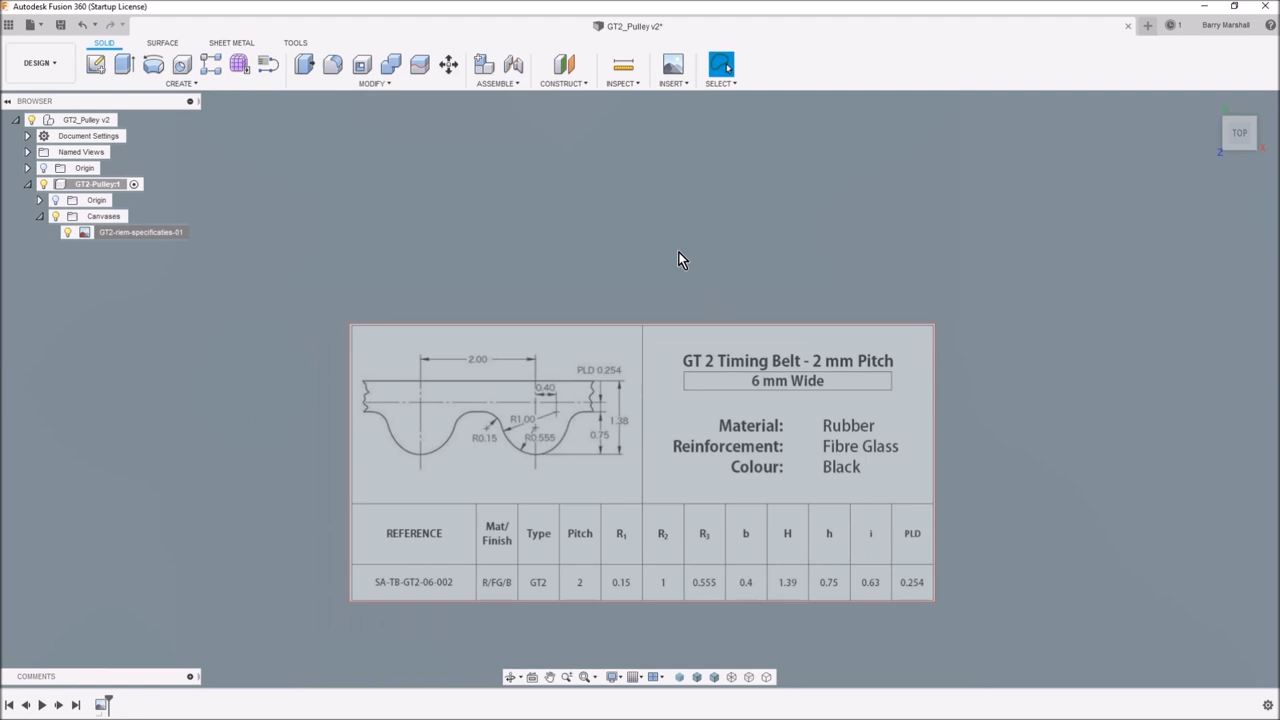 Autodesk Fusion 360 (Startup License)
GT2_Pulley v2*
1
Barry Marshall
DESIGN
SOLID
SURFACE
SHEET METAL
TOOLS
CREATE
MODIFY
ASSEMBLE
CONSTRUCT
INSPECT
INSERT
SELECT
BROWSER
GT2_Pulley v2
Document Settings
Named Views
Origin
GT2-Pulley:1
Origin
Canvases
GT2-riem-specificaties-01
TOP
Z
X
2.00
PLD 0.254
0.40
R1.00
1.38
R0.15
R0.555
0.75
GT 2 Timing Belt - 2 mm Pitch
6 mm Wide
Material: Rubber
Reinforcement: Fibre Glass
Colour: Black
REFERENCE Mat/ Finish Type Pitch R₁ R₂ R₃ b H h i PLD
SA-TB-GT2-06-002 R/FG/B GT2 2 0.15 1 0.555 0.4 1.39 0.75 0.63 0.254
COMMENTS